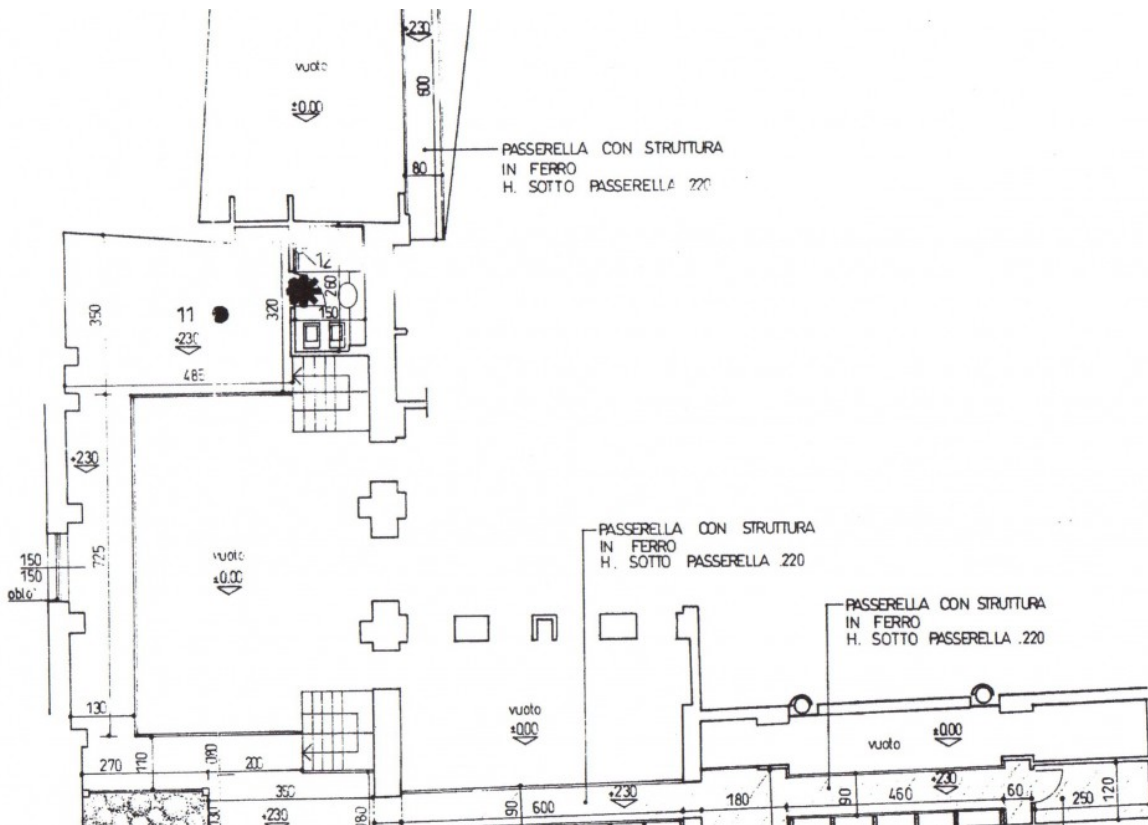 +230
vuoto
±0.00
600
80
PASSERELLA CON STRUTTURA
IN FERRO
H. SOTTO PASSERELLA 220
12
260
150
320
350
11
+230
485
+230
725
vuoto
±0.00
150
150
oblo'
PASSERELLA CON STRUTTURA
IN FERRO
H. SOTTO PASSERELLA .220
PASSERELLA CON STRUTTURA
IN FERRO
H. SOTTO PASSERELLA .220
130
vuoto
±0.00
vuoto
±0.00
270
110
080
200
350
+230
180
90
600
+230
180
90
460
+230
60
250
120